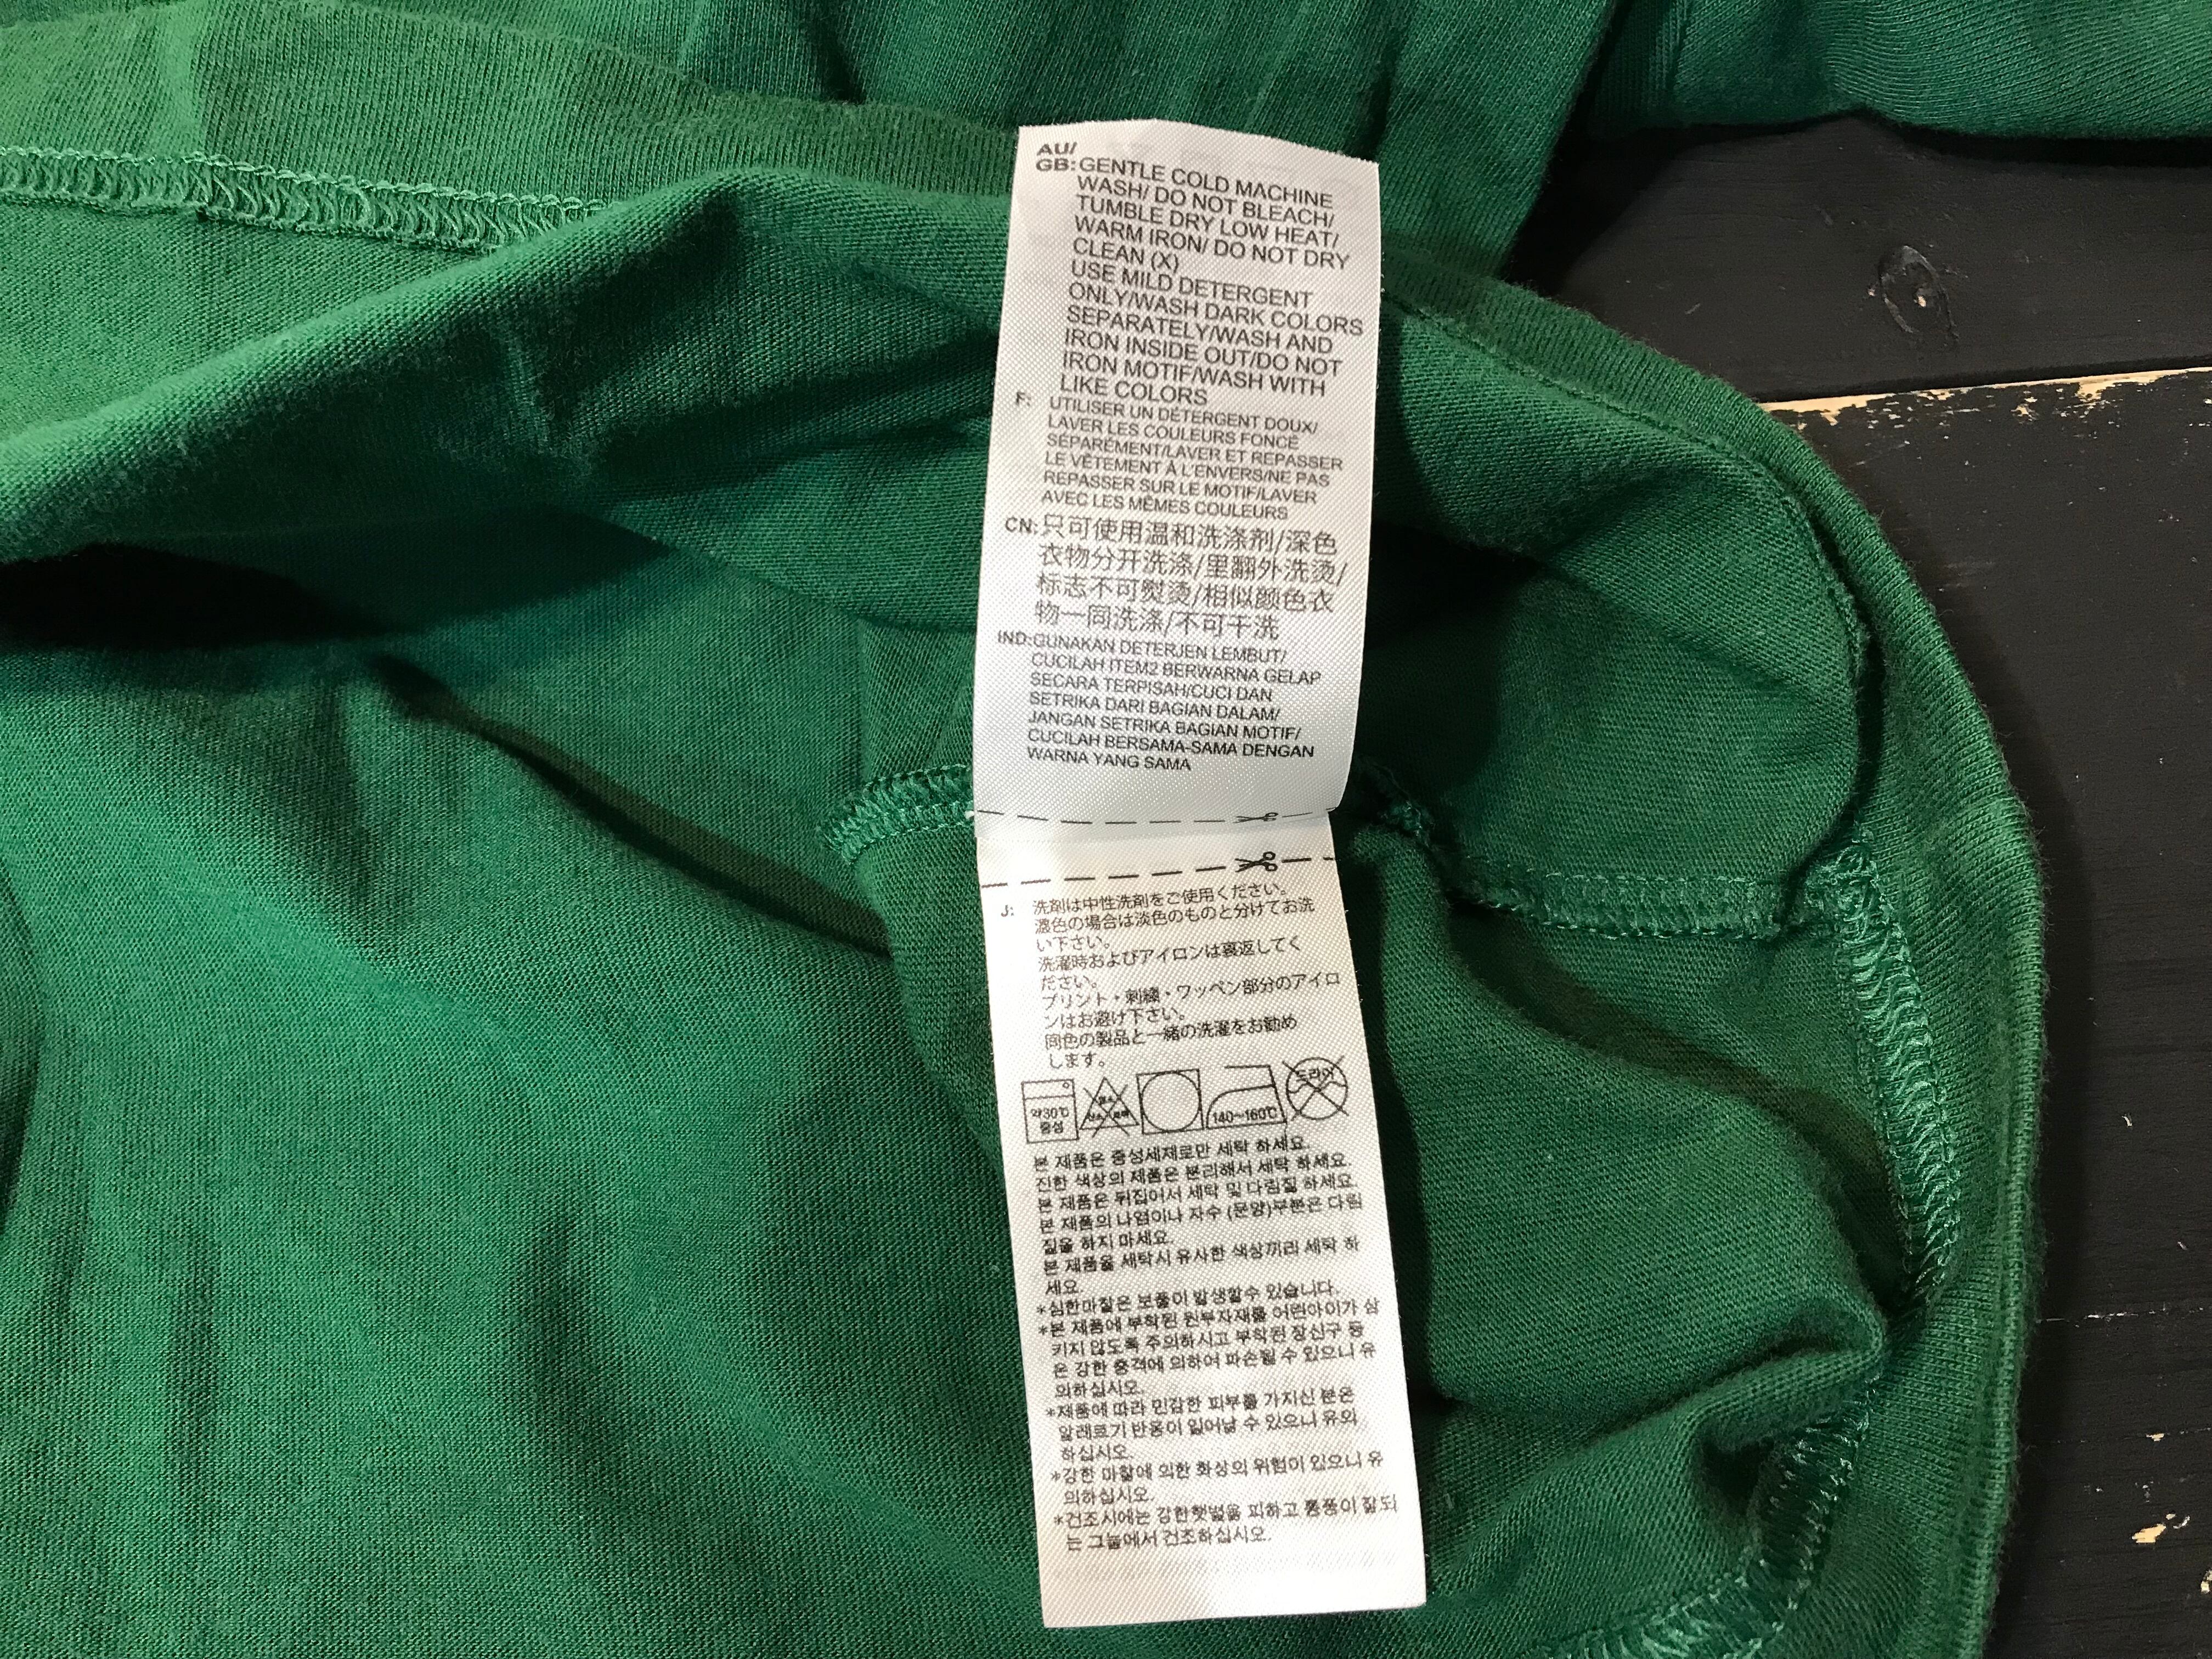 AU/
GB: GENTLE COLD MACHINE
WASH/ DO NOT BLEACH/
TUMBLE DRY LOW HEAT/
WARM IRON/ DO NOT DRY
CLEAN (X)
USE MILD DETERGENT
ONLY/WASH DARK COLORS
SEPARATELY/WASH AND
IRON INSIDE OUT/DO NOT
IRON MOTIF/WASH WITH
LIKE COLORS
F: UTILISER UN DÉTERGENT DOUX/
LAVER LES COULEURS FONCÉ
SÉPARÉMENT/LAVER ET REPASSER
LE VÊTEMENT À L'ENVERS/NE PAS
REPASSER SUR LE MOTIF/LAVER
AVEC LES MÊMES COULEURS
CN: 只可使用温和洗涤剂/深色
衣物分开洗涤/里翻外洗烫/
标志不可熨烫/相似颜色衣
物一同洗涤/不可干洗
IND: GUNAKAN DETERJEN LEMBUT/
CUCILAH ITEM2 BERWARNA GELAP
SECARA TERPISAH/CUCI DAN
SETRIKA DARI BAGIAN DALAM/
JANGAN SETRIKA BAGIAN MOTIF/
CUCILAH BERSAMA-SAMA DENGAN
WARNA YANG SAMA
J: 洗剤は中性洗剤をご使用ください。
濃色の場合は淡色のものと分けてお洗
い下さい。
洗濯時およびアイロンは裏返してく
ださい。
プリント・刺繍・ワッペン部分のアイロ
ンはお避け下さい。
同色の製品と一緒の洗濯をお勧め
します。
약30℃
중성
140~160℃
드라이
본 제품은 중성세제로만 세탁 하세요.
진한 색상의 제품은 분리해서 세탁 하세요.
본 제품은 뒤집어서 세탁 및 다림질 하세요
본 제품의 나염이나 자수 (문양)부분은 다림
질을 하지 마세요.
본 제품을 세탁시 유사한 색상끼리 세탁 하
세요.
*심한마찰은 보풀이 발생할수 있습니다.
*본 제품에 부착된 원부자재를 어린아이가 삼
키지 않도록 주의하시고 부착된 장신구 등
은 강한 충격에 의하여 파손될 수 있으니 유
의하십시오.
*제품에 따라 민감한 피부를 가지신 분은
알레르기 반응이 일어날 수 있으니 유의
하십시오.
*강한 마찰에 의한 화상의 위험이 있으니 유
의하십시오.
*건조시에는 강한햇볕을 피하고 통풍이 잘되
는 그늘에서 건조하십시오.